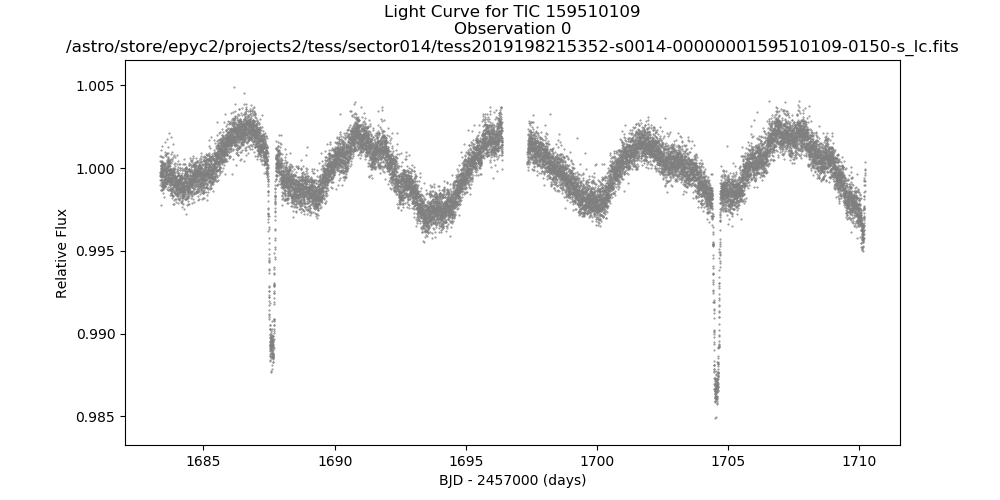 Light Curve for TIC 159510109
Observation 0
/astro/store/epyc2/projects2/tess/sector014/tess2019198215352-s0014-0000000159510109-0150-s_lc.fits
1.005
1.000
0.995
0.990
0.985
Relative Flux
1685 1690 1695 1700 1705 1710
BJD - 2457000 (days)